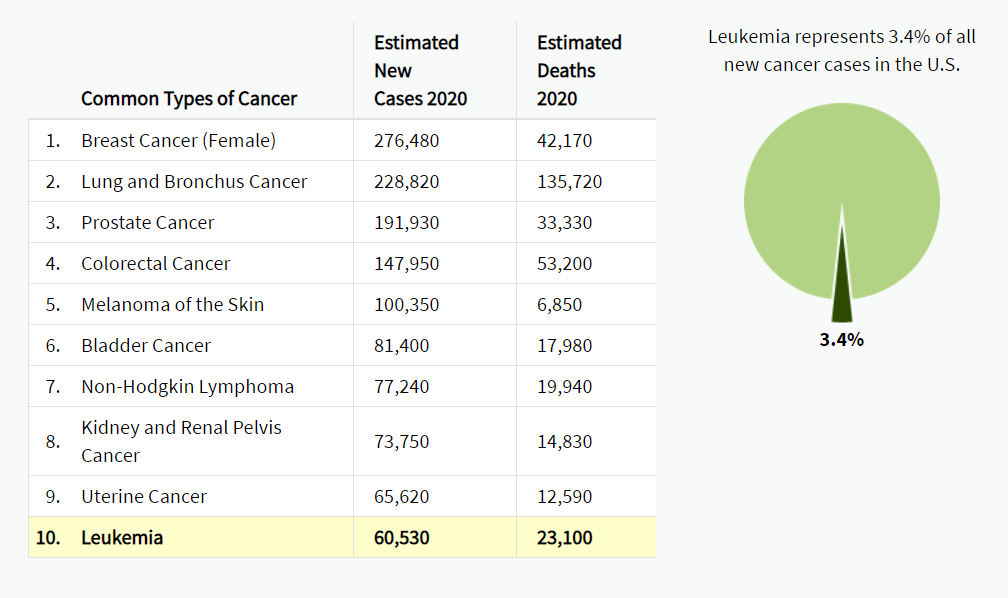 Common Types of Cancer Estimated New Cases 2020 Estimated Deaths 2020
1. Breast Cancer (Female) 276,480 42,170
2. Lung and Bronchus Cancer 228,820 135,720
3. Prostate Cancer 191,930 33,330
4. Colorectal Cancer 147,950 53,200
5. Melanoma of the Skin 100,350 6,850
6. Bladder Cancer 81,400 17,980
7. Non-Hodgkin Lymphoma 77,240 19,940
8. Kidney and Renal Pelvis Cancer 73,750 14,830
9. Uterine Cancer 65,620 12,590
10. Leukemia 60,530 23,100
Leukemia represents 3.4% of all
new cancer cases in the U.S.
3.4%